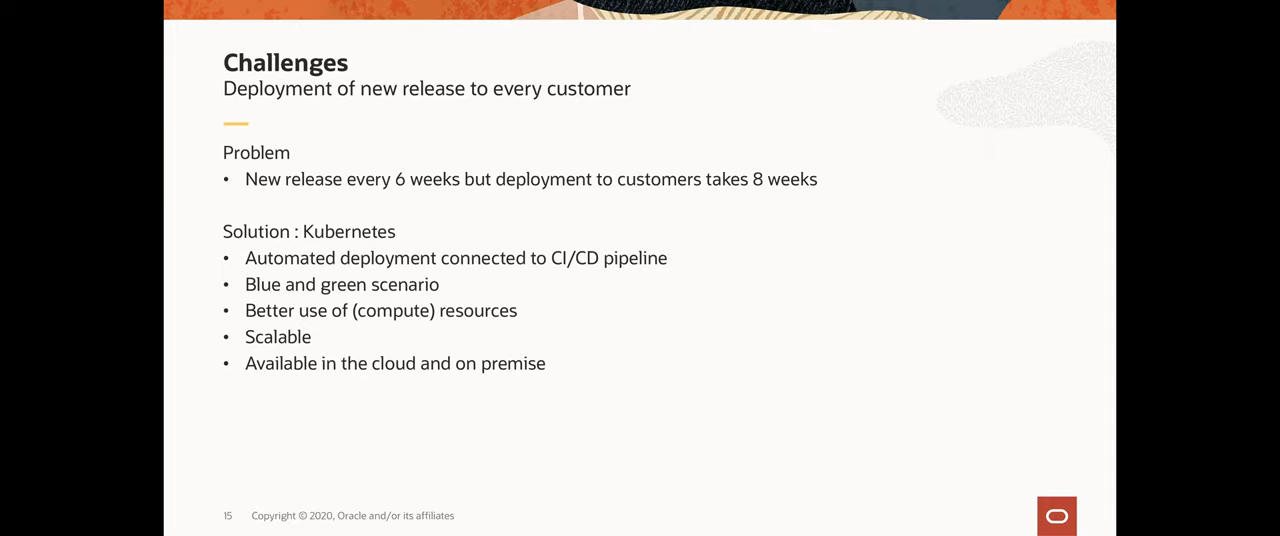 Challenges
Deployment of new release to every customer
Problem
• New release every 6 weeks but deployment to customers takes 8 weeks
Solution : Kubernetes
• Automated deployment connected to CI/CD pipeline
• Blue and green scenario
• Better use of (compute) resources
• Scalable
• Available in the cloud and on premise
15 Copyright © 2020, Oracle and/or its affiliates